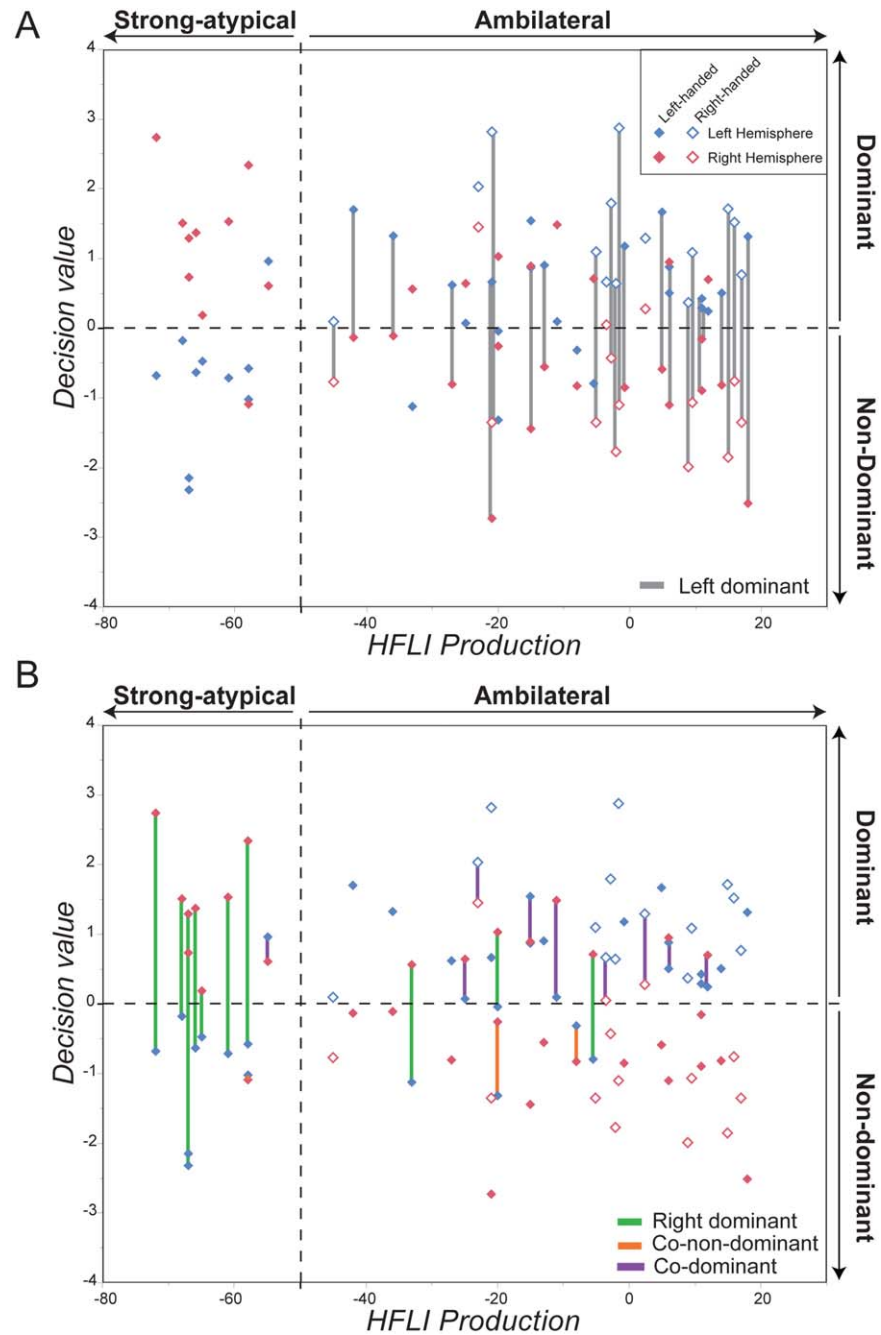 A
Strong-atypical
Ambilateral
4
3
2
1
0
-1
-2
-3
-4
Decision value
Left-handed
Right-handed
Left Hemisphere
Right Hemisphere
Dominant
Non-Dominant
Left dominant
-80
-60
-40
-20
0
20
HFLI Production
B
Strong-atypical
Ambilateral
4
3
2
1
0
-1
-2
-3
-4
Decision value
Dominant
Non-dominant
Right dominant
Co-non-dominant
Co-dominant
-80
-60
-40
-20
0
20
HFLI Production